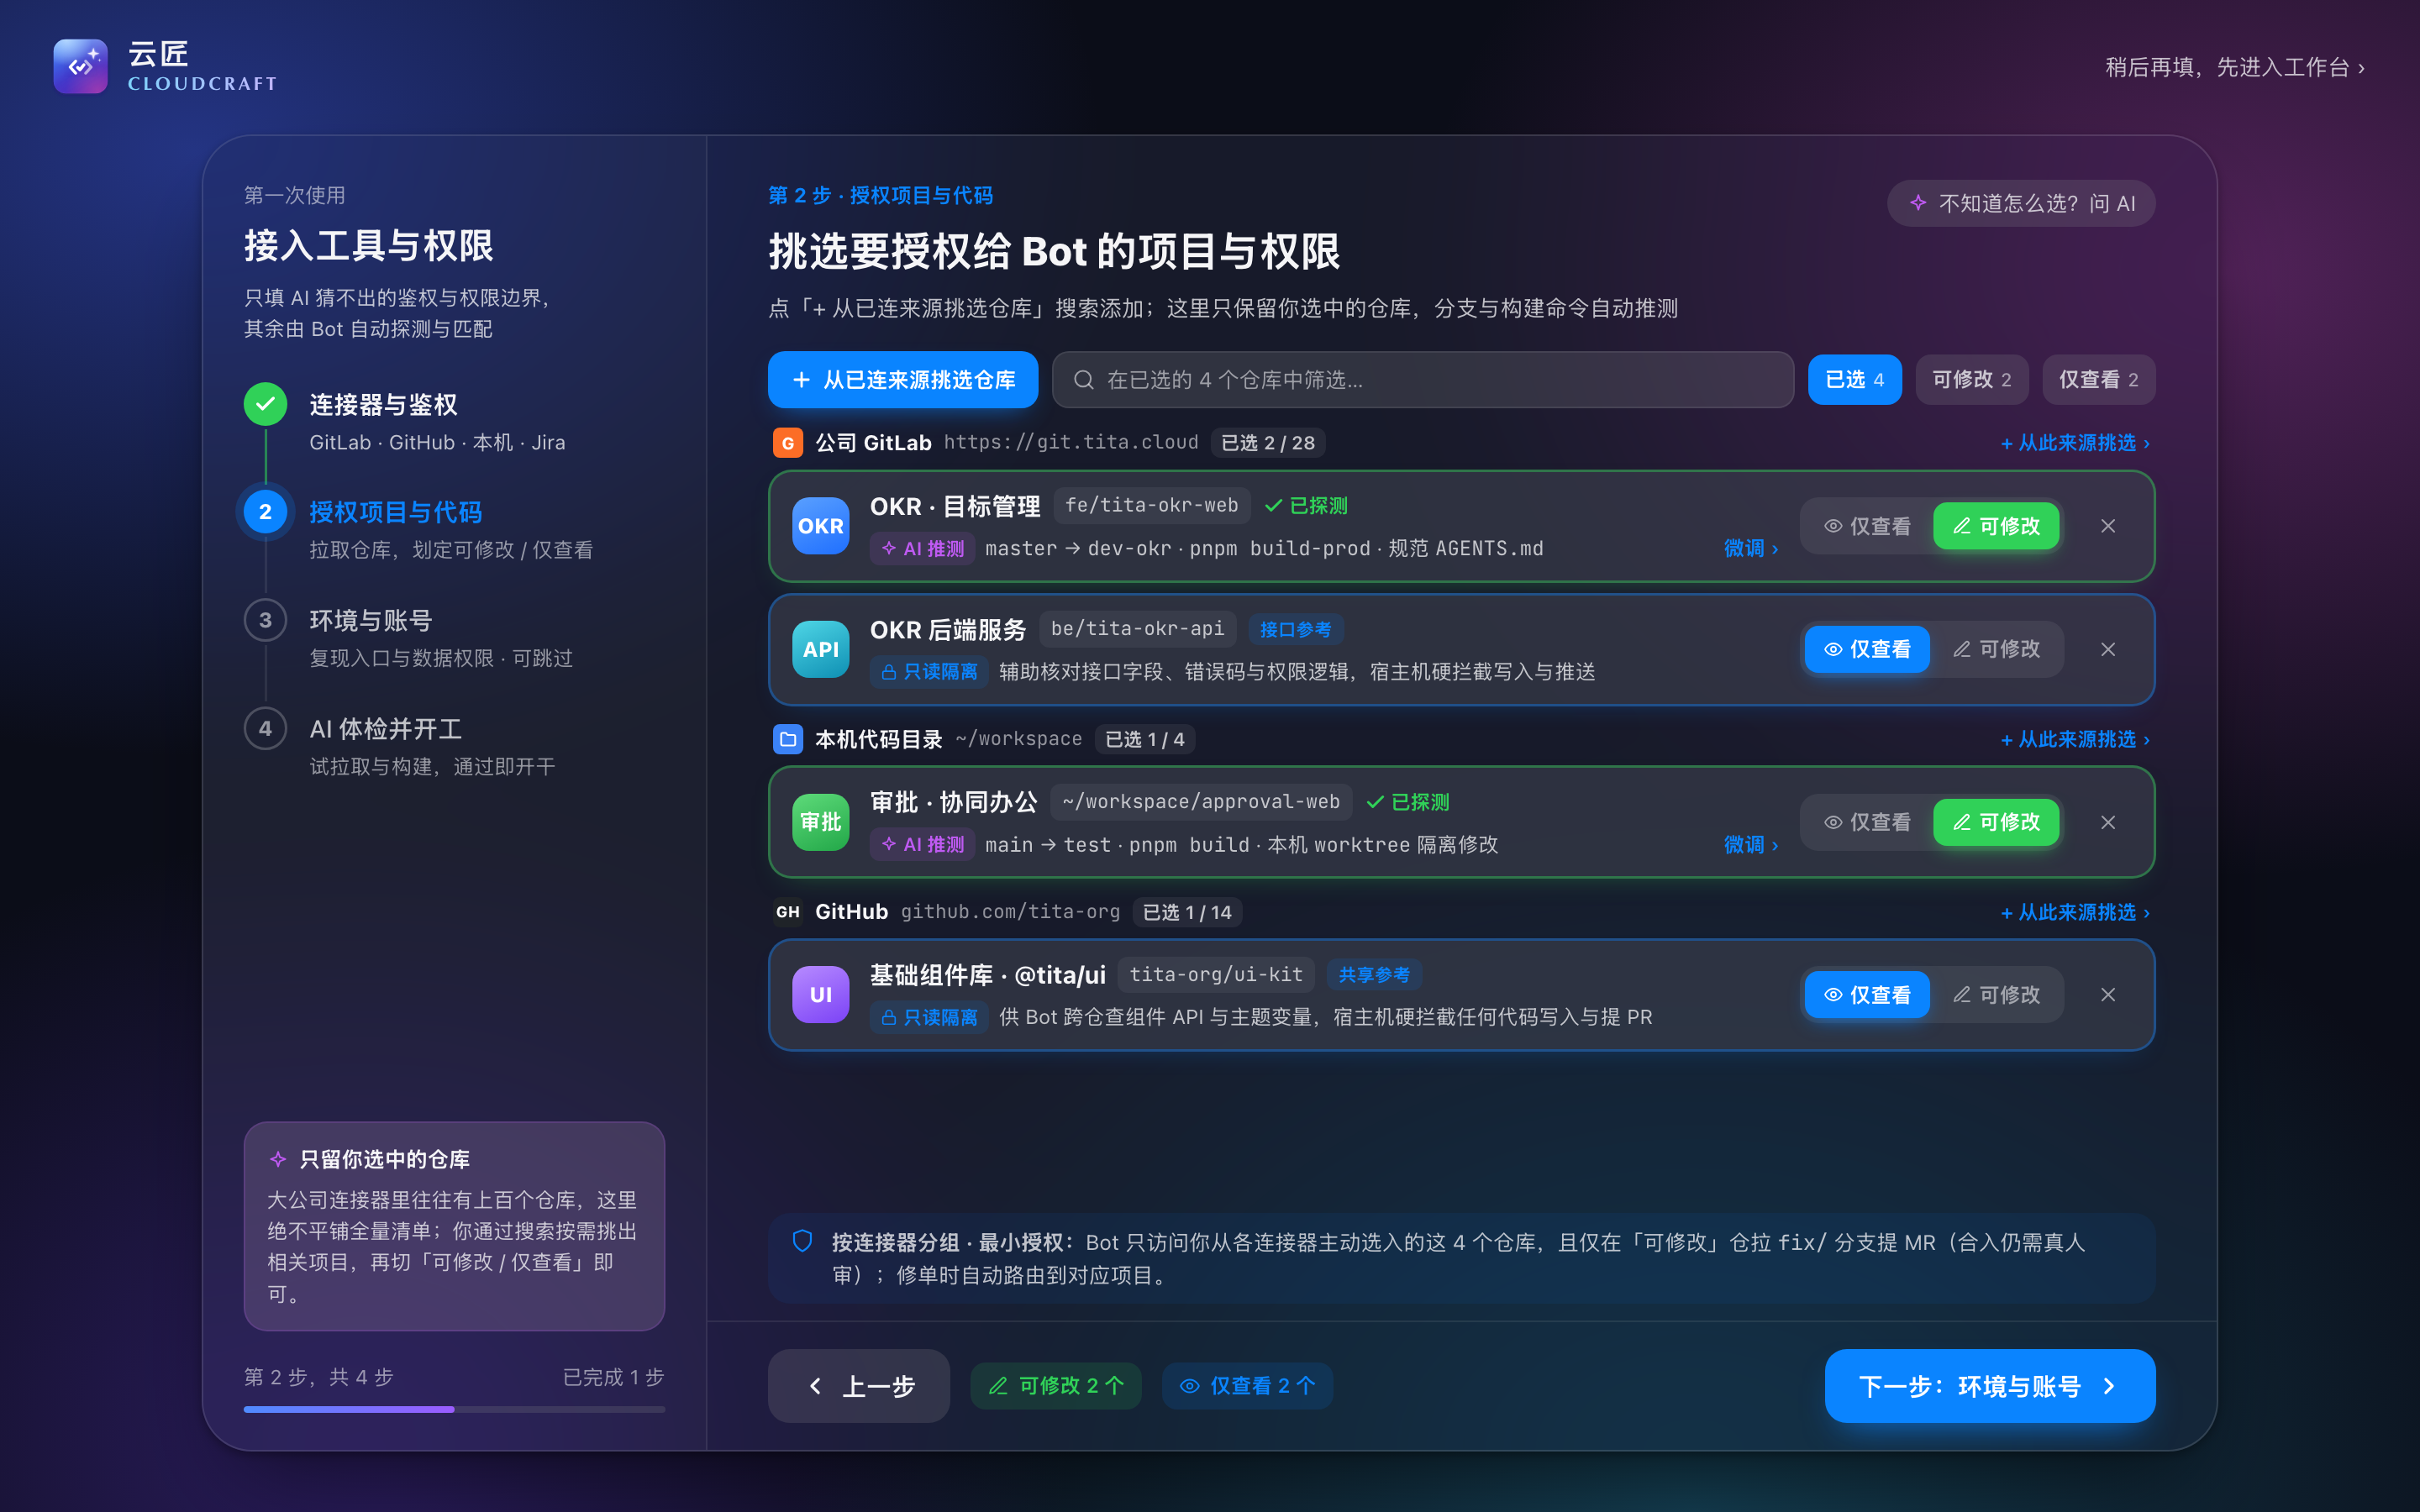 云匠
CLOUDCRAFT
稍后再填，先进入工作台 ›
第一次使用
接入工具与权限
只填 AI 猜不出的鉴权与权限边界，
其余由 Bot 自动探测与匹配
连接器与鉴权
GitLab · GitHub · 本机 · Jira
2
授权项目与代码
拉取仓库，划定可修改 / 仅查看
3
环境与账号
复现入口与数据权限 · 可跳过
4
AI 体检并开工
试拉取与构建，通过即开干
只留你选中的仓库
大公司连接器里往往有上百个仓库，这里
绝不平铺全量清单；你通过搜索按需挑出
相关项目，再切「可修改 / 仅查看」即
可。
第 2 步，共 4 步 已完成 1 步
第 2 步 · 授权项目与代码
不知道怎么选？问 AI
挑选要授权给 Bot 的项目与权限
点「+ 从已连来源挑选仓库」搜索添加；这里只保留你选中的仓库，分支与构建命令自动推测
+ 从已连来源挑选仓库 在已选的 4 个仓库中筛选... 已选 4 可修改 2 仅查看 2
G 公司 GitLab https://git.tita.cloud 已选 2 / 28 + 从此来源挑选 ›
OKR OKR · 目标管理 fe/tita-okr-web 已探测 仅查看 可修改
AI 推测 master → dev-okr · pnpm build-prod · 规范 AGENTS.md 微调 ›
API OKR 后端服务 be/tita-okr-api 接口参考 仅查看 可修改
只读隔离 辅助核对接口字段、错误码与权限逻辑，宿主机硬拦截写入与推送
本机代码目录 ~/workspace 已选 1 / 4 + 从此来源挑选 ›
审批 审批 · 协同办公 ~/workspace/approval-web 已探测 仅查看 可修改
AI 推测 main → test · pnpm build · 本机 worktree 隔离修改 微调 ›
GH GitHub github.com/tita-org 已选 1 / 14 + 从此来源挑选 ›
UI 基础组件库 · @tita/ui tita-org/ui-kit 共享参考 仅查看 可修改
只读隔离 供 Bot 跨仓查组件 API 与主题变量，宿主机硬拦截任何代码写入与提 PR
按连接器分组 · 最小授权：Bot 只访问你从各连接器主动选入的这 4 个仓库，且仅在「可修改」仓拉 fix/ 分支提 MR（合入仍需真人
审）；修单时自动路由到对应项目。
上一步 可修改 2 个 仅查看 2 个 下一步：环境与账号